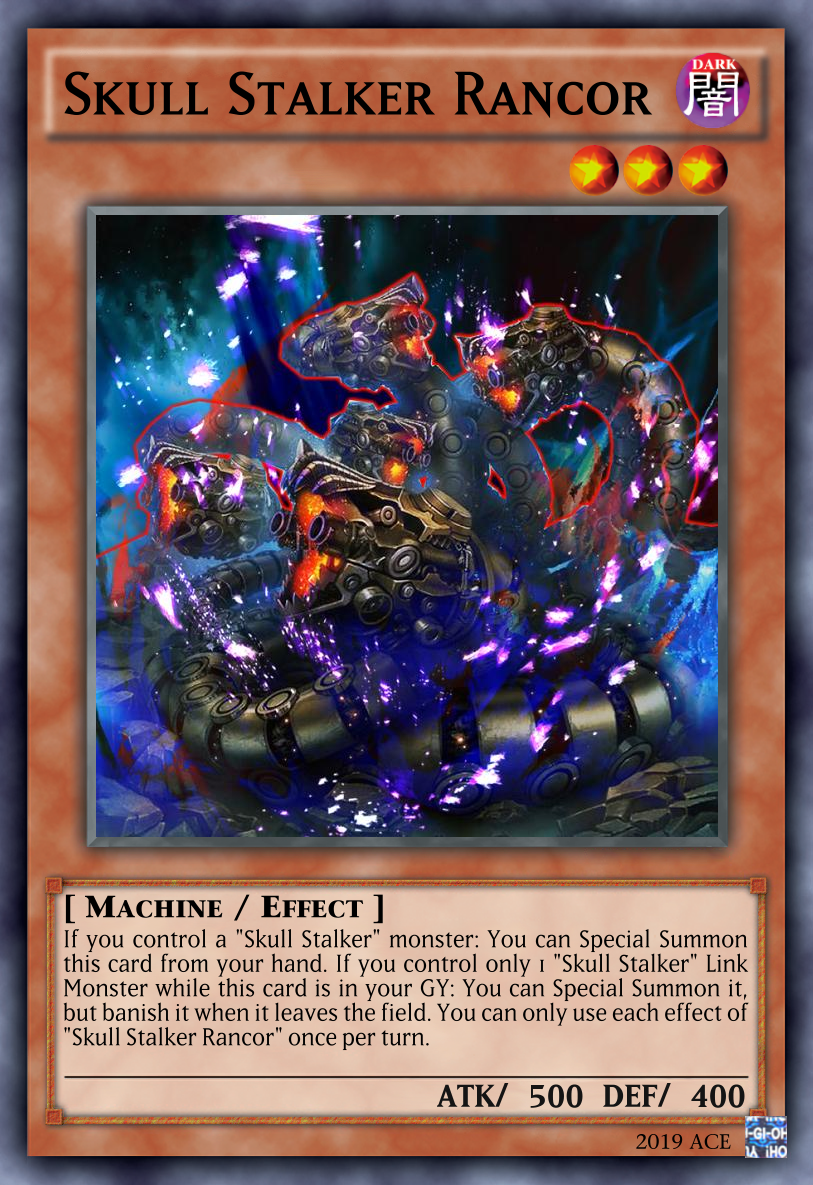 Skull Stalker Rancor
DARK
闇
[ Machine / Effect ]
If you control a "Skull Stalker" monster: You can Special Summon
this card from your hand. If you control only 1 "Skull Stalker" Link
Monster while this card is in your GY: You can Special Summon it,
but banish it when it leaves the field. You can only use each effect of
"Skull Stalker Rancor" once per turn.
ATK/ 500 DEF/ 400
2019 ACE